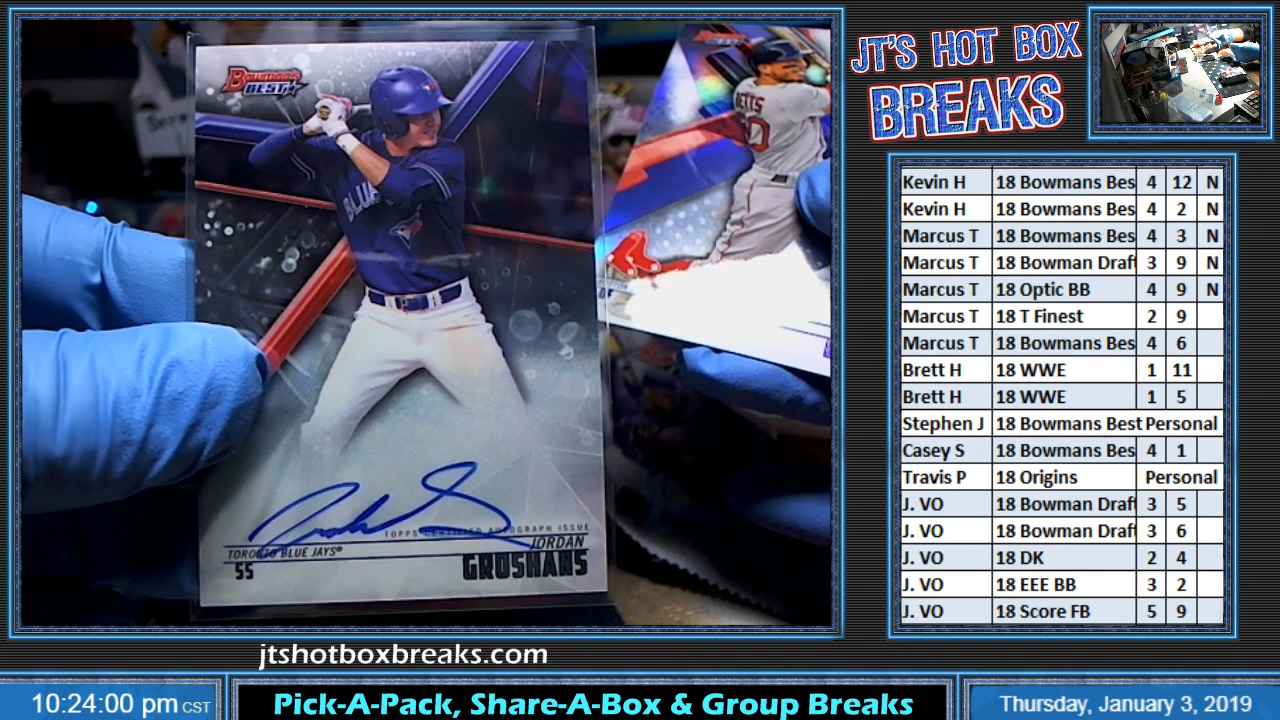 Bowman's
BEST
BLUE
BETTS
50
TOPPS CERTIFIED AUTOGRAPH ISSUE
TORONTO BLUE JAYS®
JORDAN
SS
GROSHANS
JT'S HOT BOX
BREAKS
Kevin H 18 Bowmans Bes 4 12 N
Kevin H 18 Bowmans Bes 4 2 N
Marcus T 18 Bowmans Bes 4 3 N
Marcus T 18 Bowman Draft 3 9 N
Marcus T 18 Optic BB 4 9 N
Marcus T 18 T Finest 2 9
Marcus T 18 Bowmans Bes 4 6
Brett H 18 WWE 1 11
Brett H 18 WWE 1 5
Stephen J 18 Bowmans Best Personal
Casey S 18 Bowmans Bes 4 1
Travis P 18 Origins Personal
J. VO 18 Bowman Draft 3 5
J. VO 18 Bowman Draft 3 6
J. VO 18 DK 2 4
J. VO 18 EEE BB 3 2
J. VO 18 Score FB 5 9
jtshotboxbreaks.com
10:24:00 pm CST
Pick-A-Pack, Share-A-Box & Group Breaks
Thursday, January 3, 2019